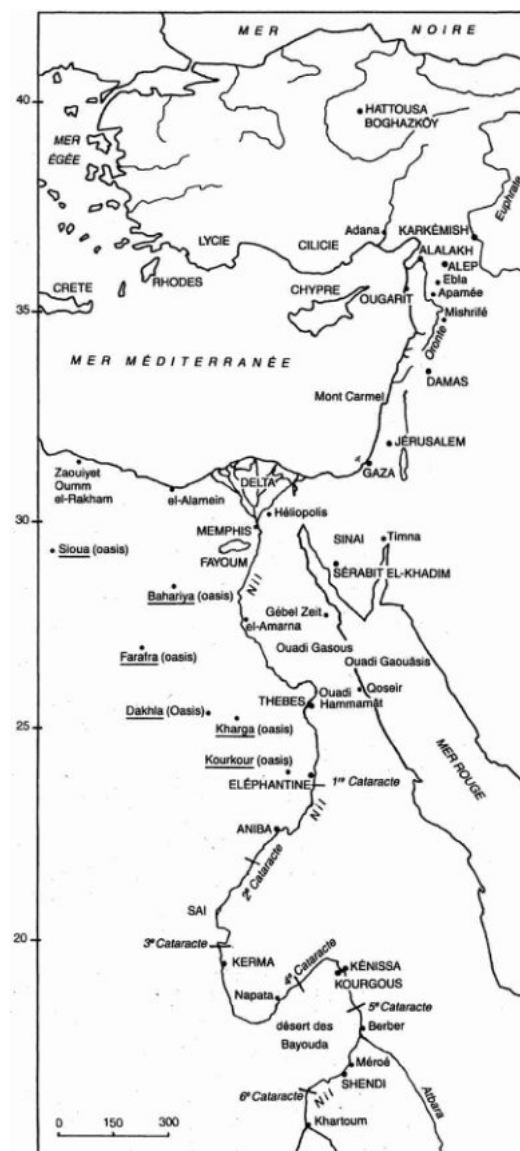 MER NOIRE
40
HATTOUSA
BOGHAZKÖY
MER
ÉGÉE
Euphrate
Adana
KARKÉMISH
LYCIE
CILICIE
ALALAKH
ALEP
Ebla
Apamée
CRETE
RHODES
CHYPRE
OUGARIT
35
Mishrifé
Oronte
MER MÉDITERRANÉE
DAMAS
Mont Carmel
JÉRUSALEM
GAZA
Zaouiyet
Oumm
el-Rakham
el-Alamein
DELTA
30
Héliopolis
MEMPHIS
SINAI
Timna
Sioua (oasis)
FAYOUM
SÉRABIT EL-KHADIM
Nil
Bahariya (oasis)
Gébel Zeit
el-Amarna
Ouadi Gasous
Farafra (oasis)
Ouadi Gaouâsis
Qoseir
THEBES
Ouadi
Hammamât
Dakhla (Oasis)
Kharga (oasis)
25
MER ROUGE
Kourkour (oasis)
ELÉPHANTINE
1re Cataracte
Nil
ANIBA
2e Cataracte
SAI
20
3e Cataracte
KERMA
4e Cataracte
KÉNISSA
KOURGOUS
Napata
5e Cataracte
désert des
Bayouda
Berber
Méroé
SHENDI
6e Cataracte
Nil
Atbara
Khartoum
0 150 300